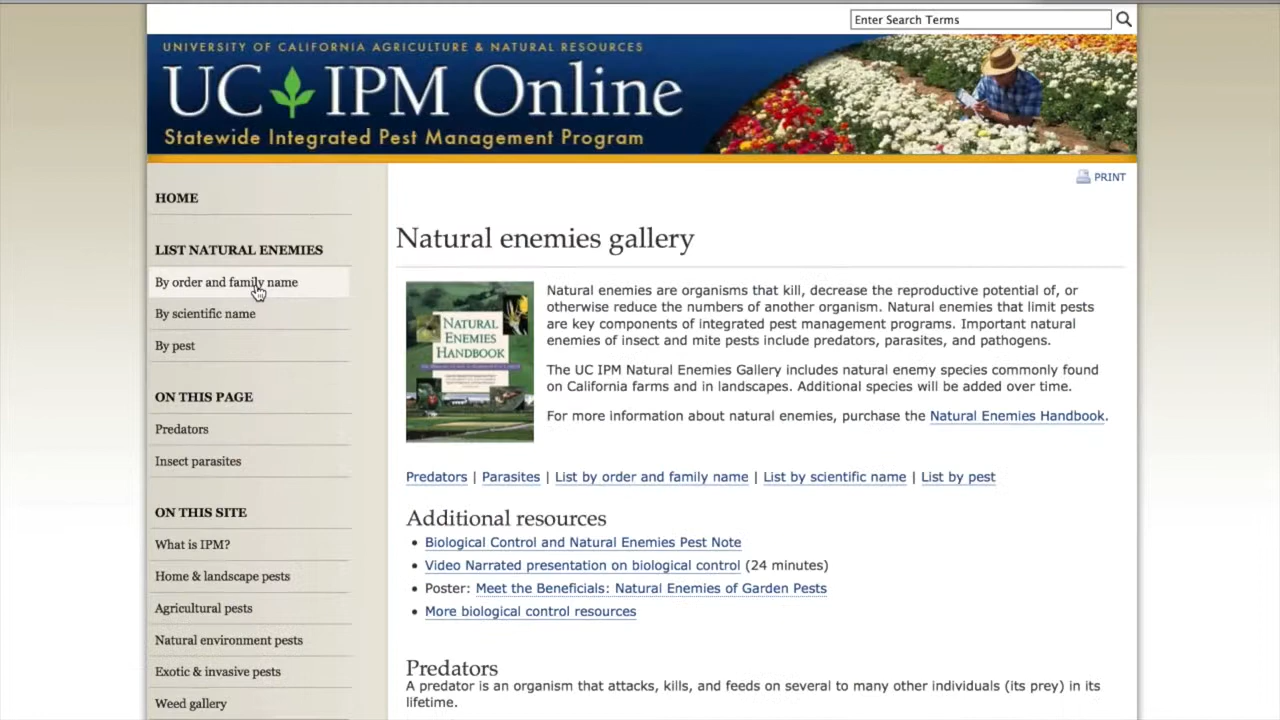 Enter Search Terms
UNIVERSITY OF CALIFORNIA AGRICULTURE & NATURAL RESOURCES
UC IPM Online
Statewide Integrated Pest Management Program
PRINT
HOME
LIST NATURAL ENEMIES
By order and family name
By scientific name
By pest
ON THIS PAGE
Predators
Insect parasites
ON THIS SITE
What is IPM?
Home & landscape pests
Agricultural pests
Natural environment pests
Exotic & invasive pests
Weed gallery
Natural enemies gallery
NATURAL
ENEMIES
HANDBOOK
Natural enemies are organisms that kill, decrease the reproductive potential of, or
otherwise reduce the numbers of another organism. Natural enemies that limit pests
are key components of integrated pest management programs. Important natural
enemies of insect and mite pests include predators, parasites, and pathogens.
The UC IPM Natural Enemies Gallery includes natural enemy species commonly found
on California farms and in landscapes. Additional species will be added over time.
For more information about natural enemies, purchase the Natural Enemies Handbook.
Predators | Parasites | List by order and family name | List by scientific name | List by pest
Additional resources
• Biological Control and Natural Enemies Pest Note
• Video Narrated presentation on biological control (24 minutes)
• Poster: Meet the Beneficials: Natural Enemies of Garden Pests
• More biological control resources
Predators
A predator is an organism that attacks, kills, and feeds on several to many other individuals (its prey) in its
lifetime.